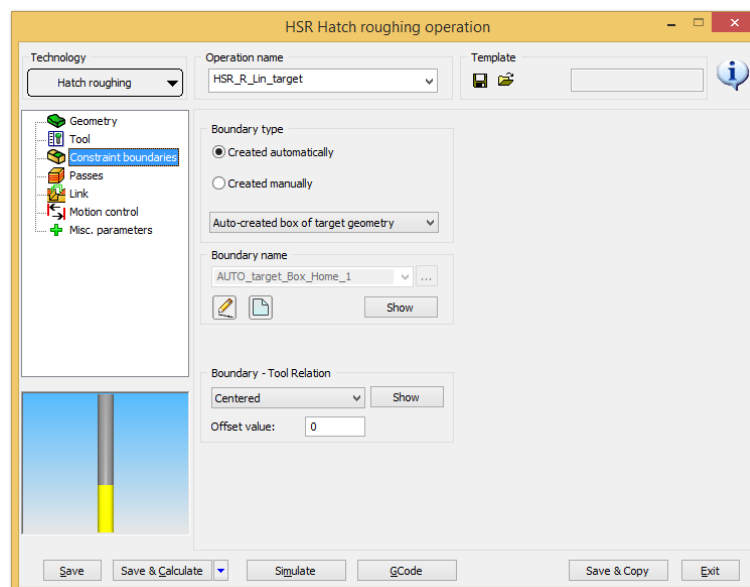 HSR Hatch roughing operation
Technology
Hatch roughing
Operation name
HSR_R_Lin_target
Template
Geometry
Tool
Constraint boundaries
Passes
Link
Motion control
Misc. parameters
Boundary type
Created automatically
Created manually
Auto-created box of target geometry
Boundary name
AUTO_target_Box_Home_1
...
Show
Boundary - Tool Relation
Centered
Show
Offset value:
0
Save
Save & Calculate
Simulate
GCode
Save & Copy
Exit